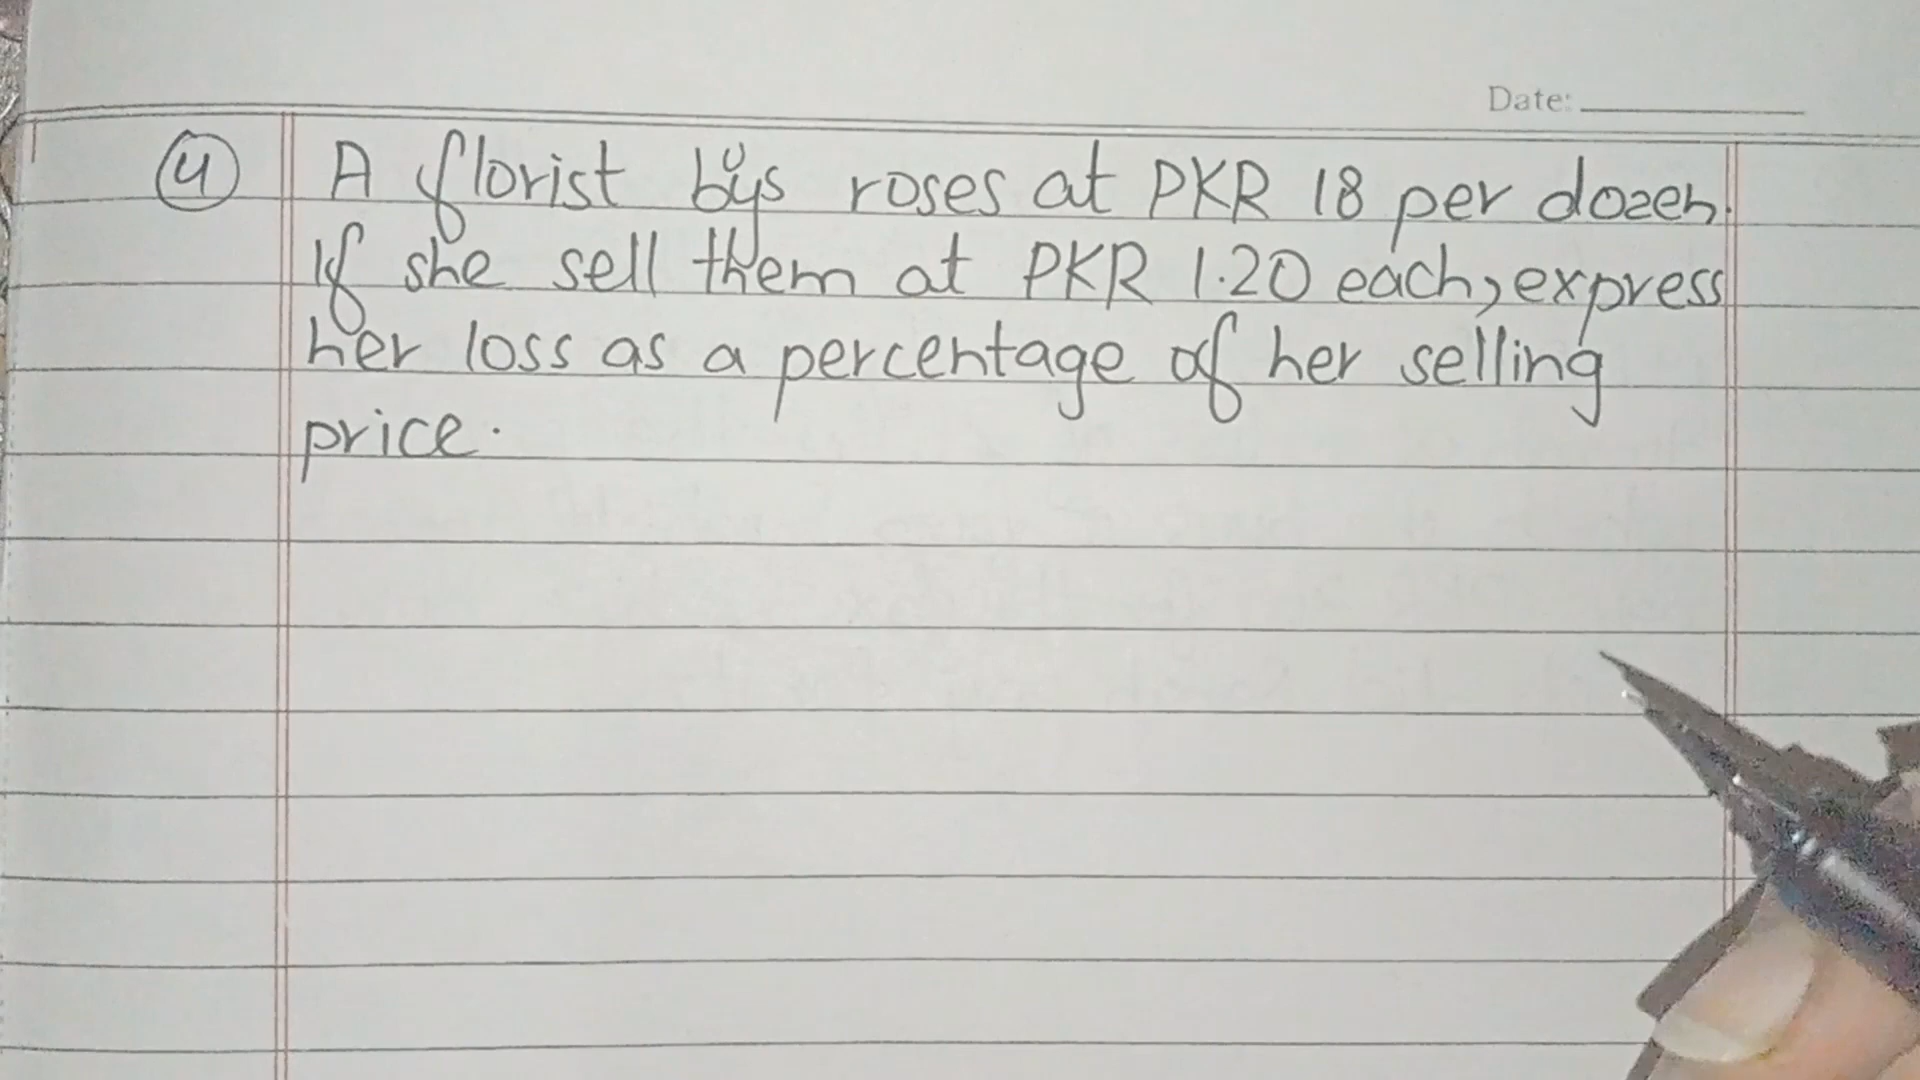 Date:
4 A florist buys roses at PKR 18 per dozen.
If she sell them at PKR 1.20 each, express
her loss as a percentage of her selling
price.